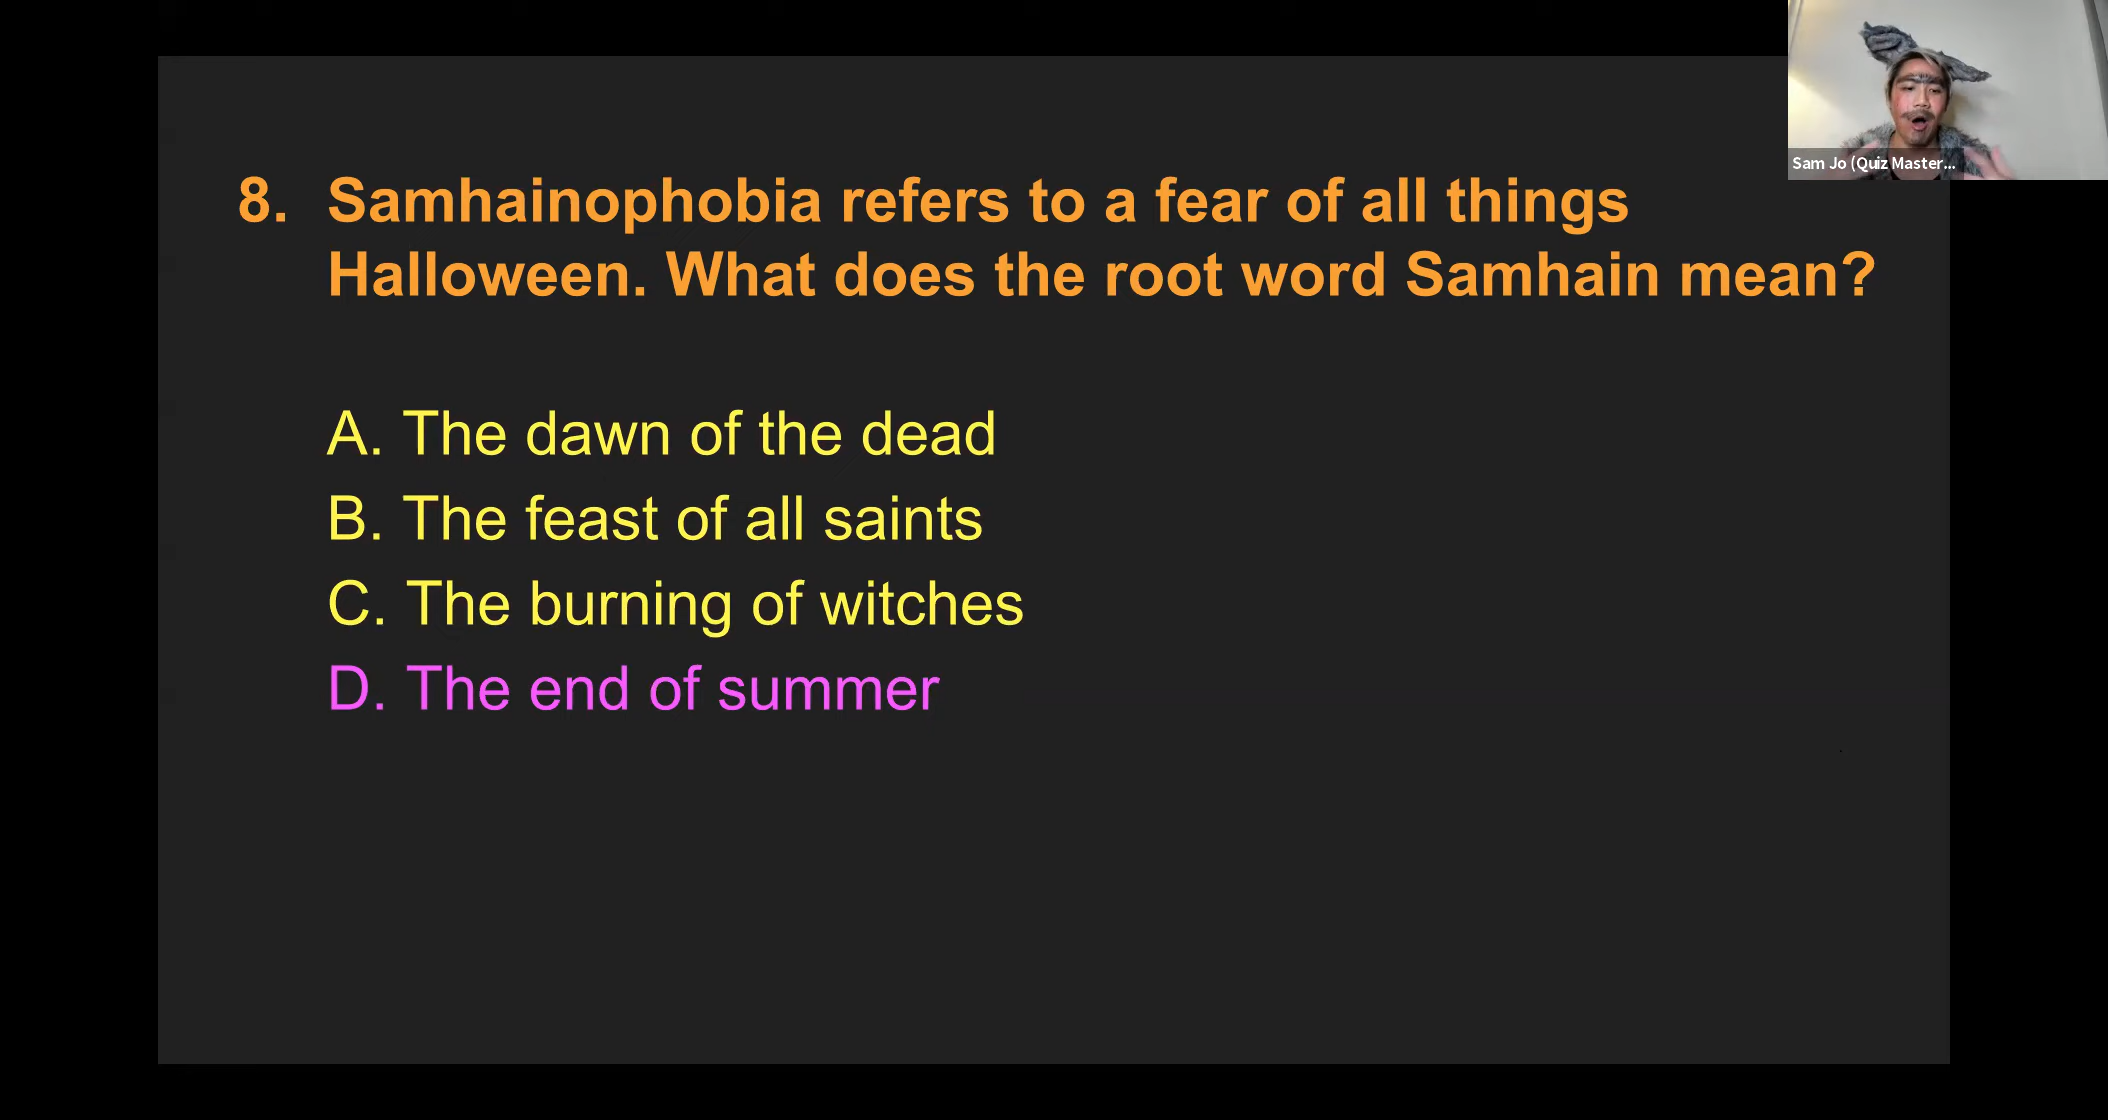 8. Samhainophobia refers to a fear of all things
Halloween. What does the root word Samhain mean?
A. The dawn of the dead
B. The feast of all saints
C. The burning of witches
D. The end of summer
Sam Jo (Quiz Master...